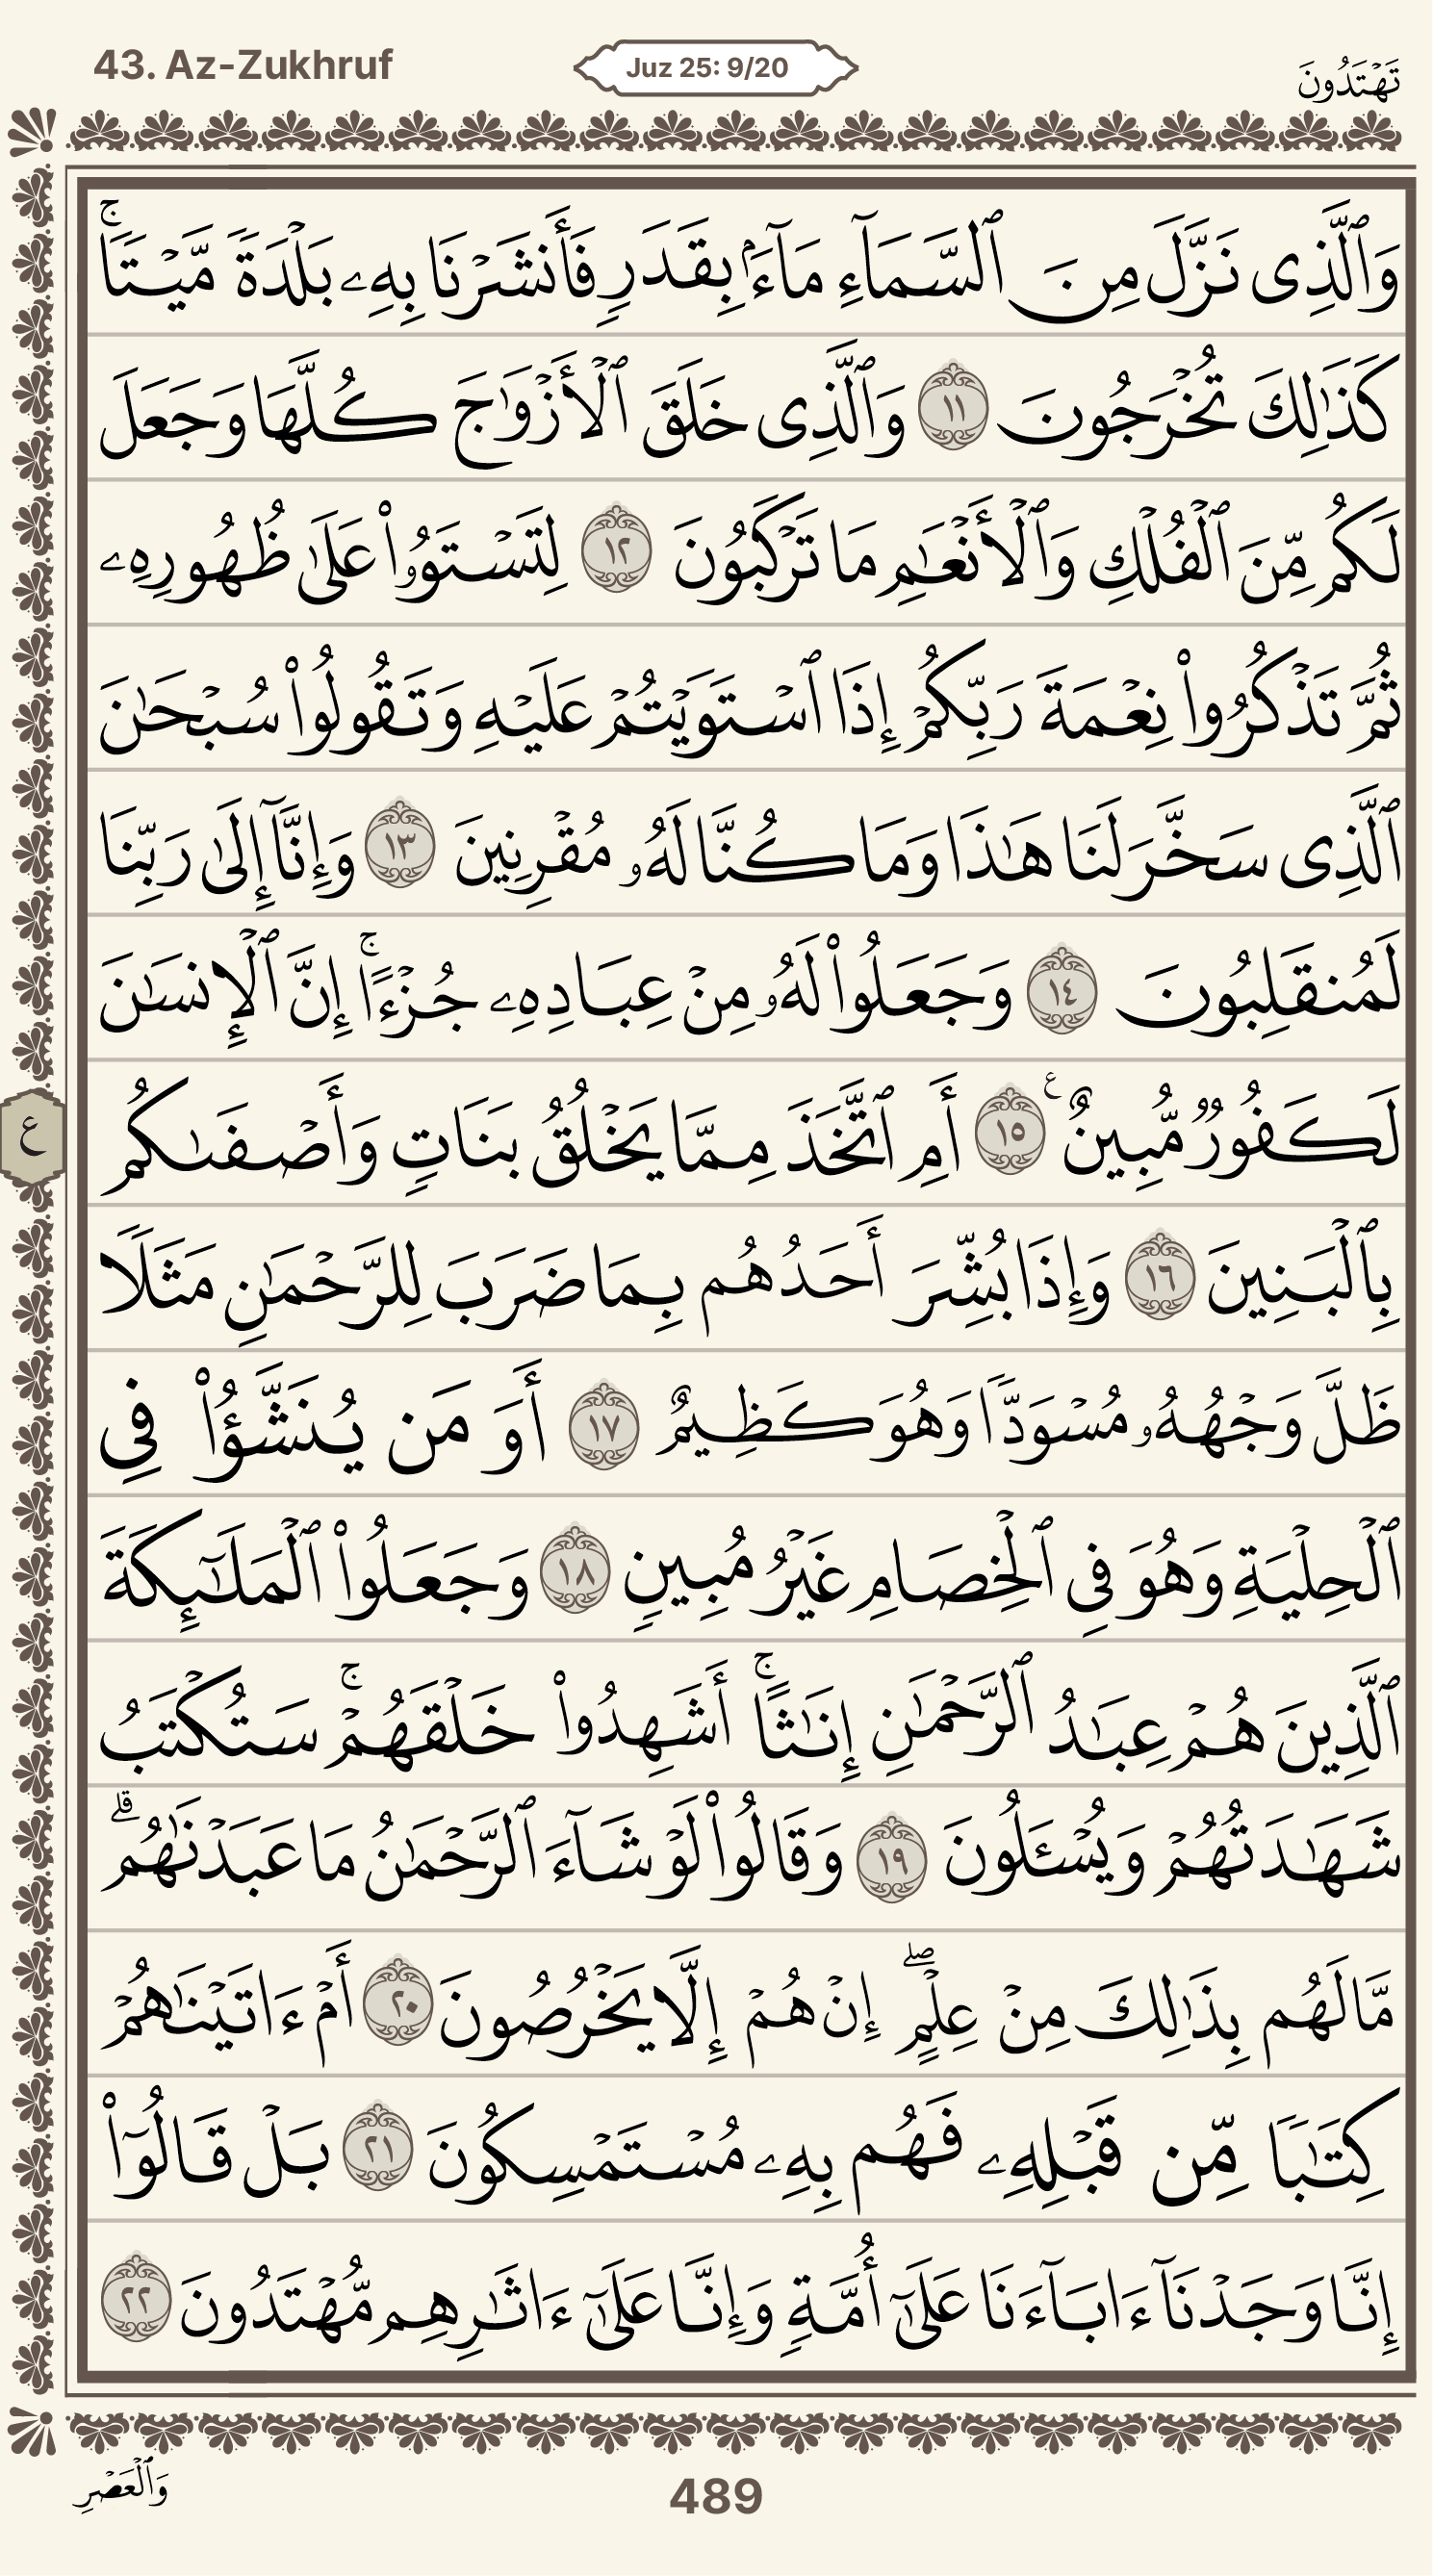 43. Az-Zukhruf
Juz 25: 9/20
تَهۡتَدُونَ
وَٱلَّذِى نَزَّلَ مِنَ ٱلسَّمَآءِ مَآءَۢ بِقَدَرٍ فَأَنشَرۡنَا بِهِۦ بَلۡدَةً مَّيۡتًاۚ
كَذَٰلِكَ تُخۡرَجُونَ ١١ وَٱلَّذِى خَلَقَ ٱلۡأَزۡوَٰجَ كُلَّهَا وَجَعَلَ
لَكُم مِّنَ ٱلۡفُلۡكِ وَٱلۡأَنۡعَٰمِ مَا تَرۡكَبُونَ ١٢ لِتَسۡتَوُۥا۟ عَلَىٰ ظُهُورِهِۦ
ثُمَّ تَذۡكُرُوا۟ نِعۡمَةَ رَبِّكُمۡ إِذَا ٱسۡتَوَيۡتُمۡ عَلَيۡهِ وَتَقُولُوا۟ سُبۡحَٰنَ
ٱلَّذِى سَخَّرَ لَنَا هَٰذَا وَمَا كُنَّا لَهُۥ مُقۡرِنِينَ ١٣ وَإِنَّآ إِلَىٰ رَبِّنَا
لَمُنقَلِبُونَ ١٤ وَجَعَلُوا۟ لَهُۥ مِنۡ عِبَادِهِۦ جُزۡءًاۚ إِنَّ ٱلۡإِنسَٰنَ
لَكَفُورٌ مُّبِينٌ ع ١٥ أَمِ ٱتَّخَذَ مِمَّا يَخۡلُقُ بَنَاتٍ وَأَصۡفَىٰكُم
ع
بِٱلۡبَنِينَ ١٦ وَإِذَا بُشِّرَ أَحَدُهُم بِمَا ضَرَبَ لِلرَّحۡمَٰنِ مَثَلًا
ظَلَّ وَجۡهُهُۥ مُسۡوَدًّا وَهُوَ كَظِيمٌ ١٧ أَوَ مَن يُنَشَّؤُا۟ فِى
ٱلۡحِلۡيَةِ وَهُوَ فِى ٱلۡخِصَامِ غَيۡرُ مُبِينٍ ١٨ وَجَعَلُوا۟ ٱلۡمَلَٰٓئِكَةَ
ٱلَّذِينَ هُمۡ عِبَٰدُ ٱلرَّحۡمَٰنِ إِنَٰثًاۚ أَشَهِدُوا۟ خَلۡقَهُمۡۚ سَتُكۡتَبُ
شَهَٰدَتُهُمۡ وَيُسۡـَٔلُونَ ١٩ وَقَالُوا۟ لَوۡ شَآءَ ٱلرَّحۡمَٰنُ مَا عَبَدۡنَٰهُمۗ
مَّا لَهُم بِذَٰلِكَ مِنۡ عِلۡمٍۖ إِنۡ هُمۡ إِلَّا يَخۡرُصُونَ ٢٠ أَمۡ ءَاتَيۡنَٰهُمۡ
كِتَٰبًا مِّن قَبۡلِهِۦ فَهُم بِهِۦ مُسۡتَمۡسِكُونَ ٢١ بَلۡ قَالُوٓا۟
إِنَّا وَجَدۡنَآ ءَابَآءَنَا عَلَىٰٓ أُمَّةٍ وَإِنَّا عَلَىٰٓ ءَاثَٰرِهِم مُّهۡتَدُونَ ٢٢
وَٱلۡعَصۡرِ
489